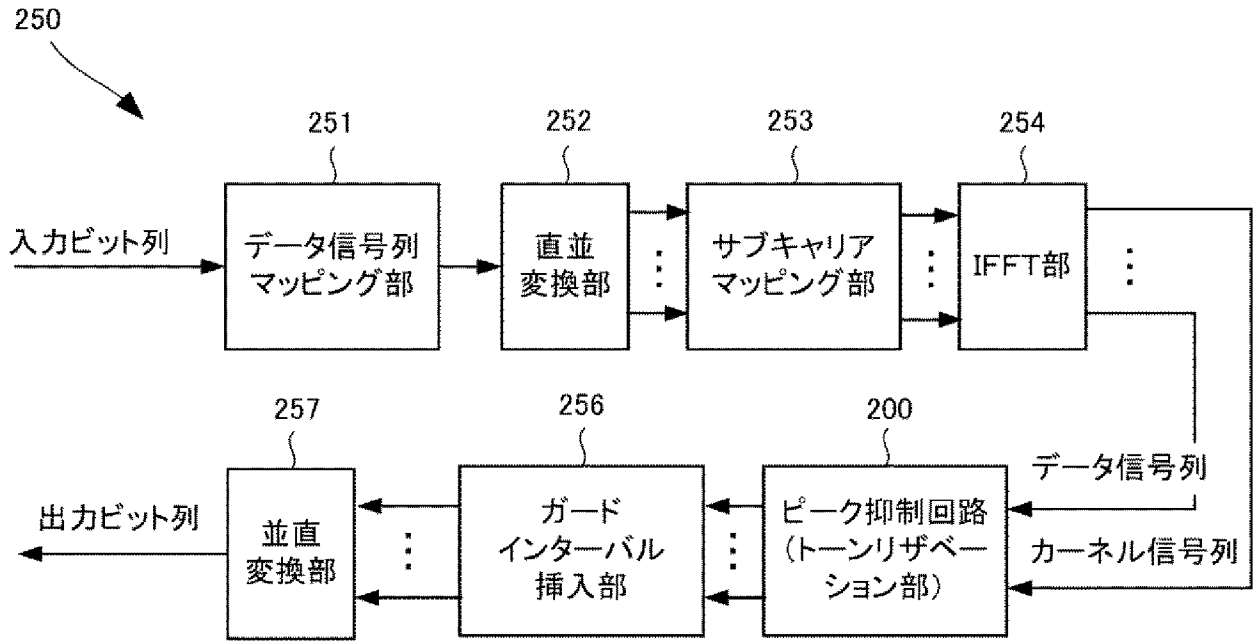 250
251
252
253
254
入力ビット列
データ信号列
マッピング部
直並
変換部
サブキャリア
マッピング部
IFFT部
257
256
200
データ信号列
カーネル信号列
出力ビット列
並直
変換部
ガード
インターバル
挿入部
ピーク抑制回路
(トーンリザベー
ション部)